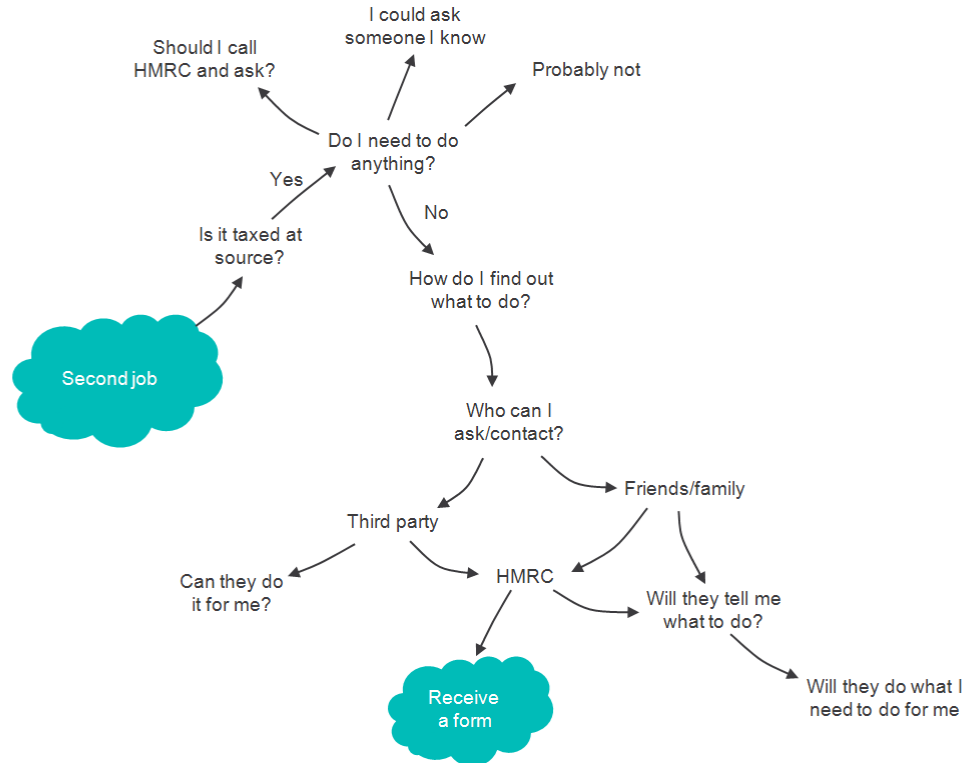 I could ask
someone I know
Should I call
HMRC and ask?
Probably not
Do I need to do
anything?
Yes
No
Is it taxed at
source?
How do I find out
what to do?
Second job
Who can I
ask/contact?
Friends/family
Third party
Can they do
it for me?
HMRC
Will they tell me
what to do?
Receive
a form
Will they do what I
need to do for me